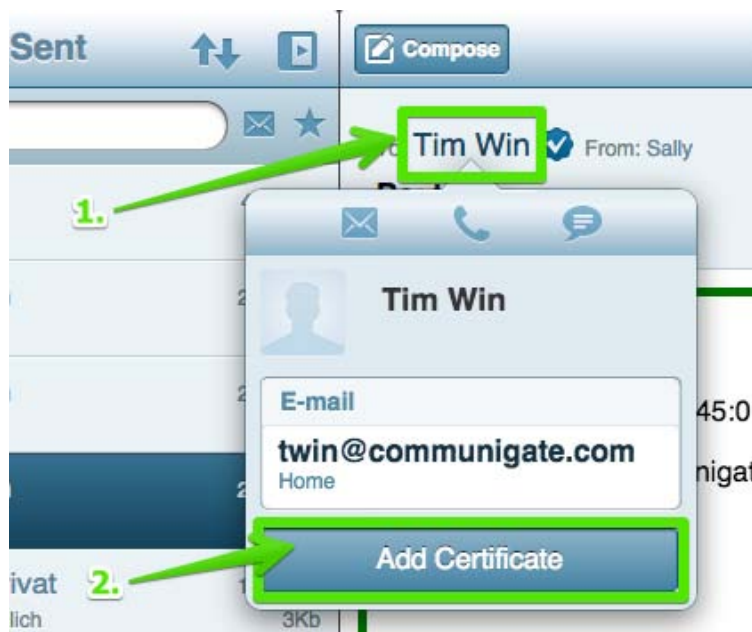 Sent
Compose
Tim Win From: Sally
1.
Tim Win
E-mail
45:0
twin@communigate.com
Home
nigat
Add Certificate
2.
ivat
lich
3Kb